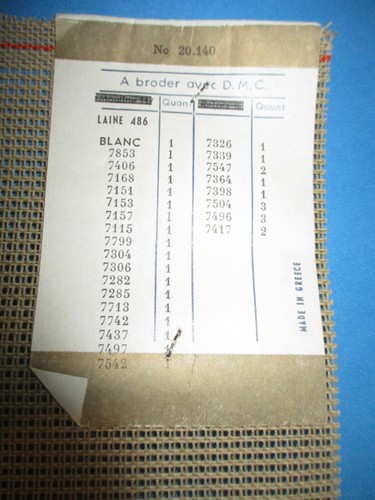 No 20.140
A broder avec D.M.C.
Quant Quant
LAINE 486
BLANC 1 7326 1
7853 1 7339 1
7406 1 7547 2
7168 1 7364 1
7151 1 7398 1
7153 1 7504 3
7157 1 7496 3
7115 1 7417 2
7799 1
7304 1
7306 1
7282 1
7285 1
7713 1
7742 1
7437 1
7497 1
7542
MADE IN GREECE